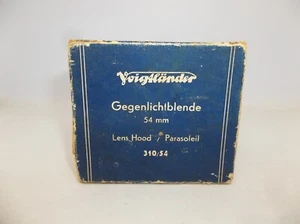 Voigtländer
Gegenlichtblende
54 mm
Lens Hood / Parasoleil
310/54